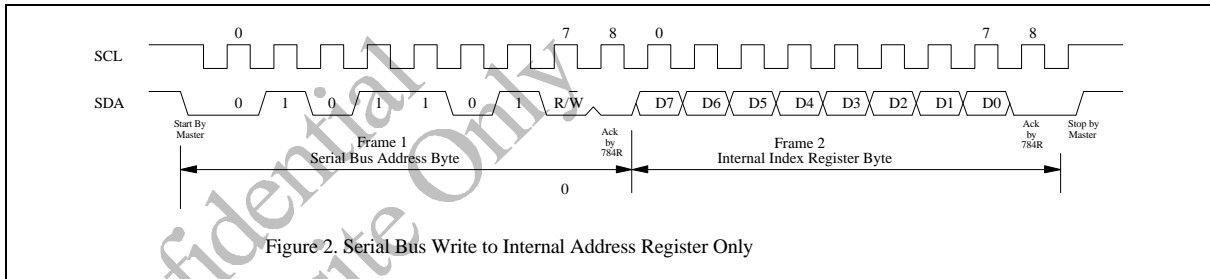 0 7 8 0 7 8
SCL
SDA 0 1 0 1 1 0 1 R/W D7 D6 D5 D4 D3 D2 D1 D0
Start By
Master
Ack
by
784R
Ack
by
784R
Stop by
Master
Frame 1
Serial Bus Address Byte
Frame 2
Internal Index Register Byte
0
Figure 2. Serial Bus Write to Internal Address Register Only